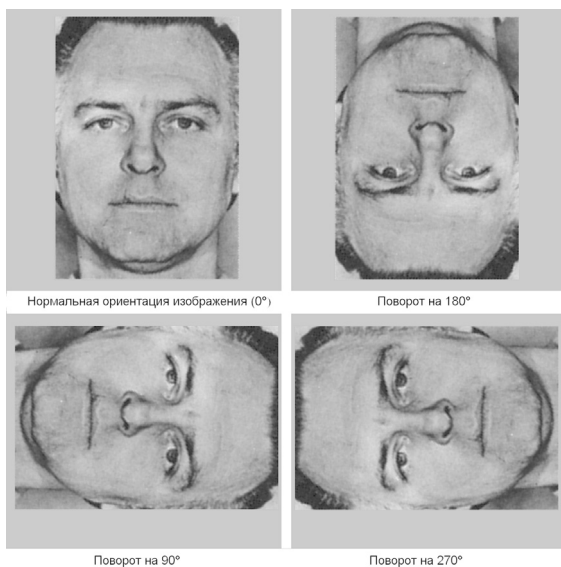 Нормальная ориентация изображения (0°)
Поворот на 180°
Поворот на 90°
Поворот на 270°